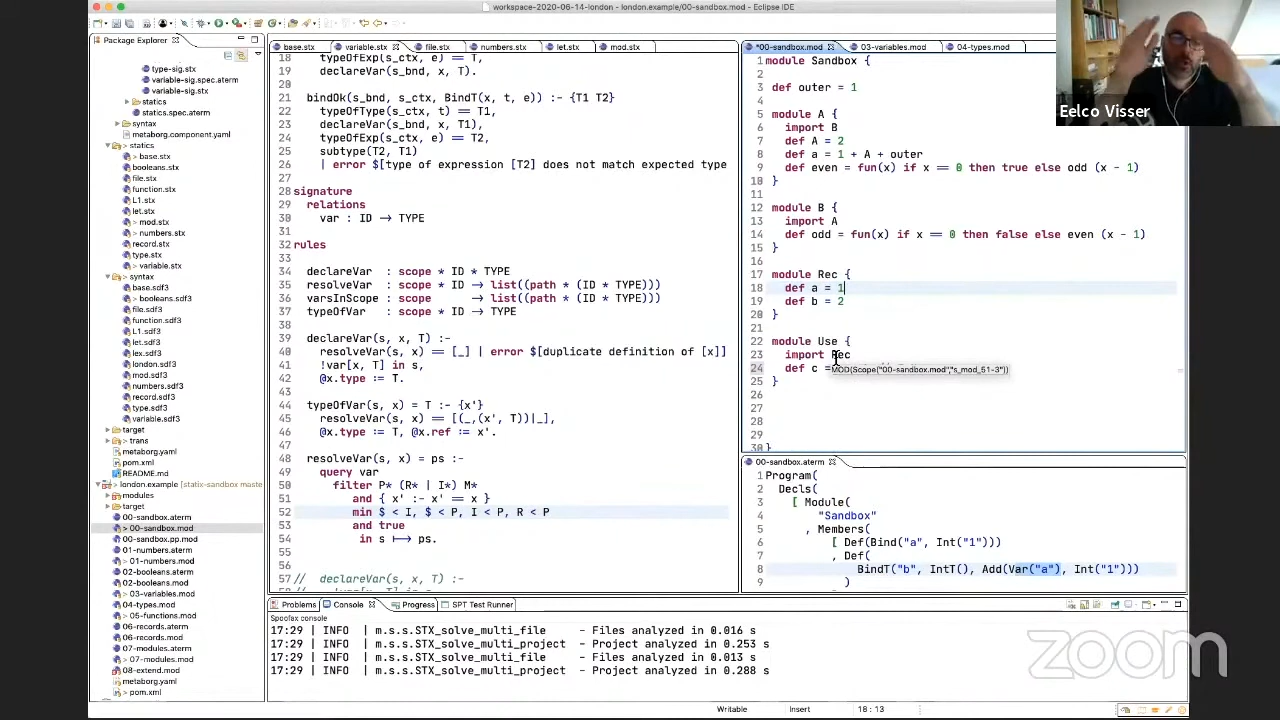 workspace-2020-06-14-london - london.example/00-sandbox.mod - Eclipse IDE
Package Explorer
type-sig.stx
variable-sig.spec.aterm
variable-sig.stx
statics
statics.spec.aterm
> syntax
metaborg.component.yaml
statics
> base.stx
booleans.stx
file.stx
function.stx
L1.stx
let.stx
> mod.stx
> numbers.stx
record.stx
type.stx
> variable.stx
syntax
base.sdf3
> booleans.sdf3
file.sdf3
function.sdf3
L1.sdf3
let.sdf3
lex.sdf3
london.sdf3
mod.sdf3
numbers.sdf3
record.sdf3
type.sdf3
variable.sdf3
target
> trans
metaborg.yaml
pom.xml
README.md
> london.example [statix-sandbox maste
> modules
target
00-sandbox.aterm
> 00-sandbox.mod
00-sandbox.pp.mod
01-numbers.aterm
> 01-numbers.mod
02-booleans.aterm
02-booleans.mod
> 03-variables.mod
> 04-types.mod
> 05-functions.mod
06-records.aterm
06-records.mod
07-modules.aterm
> 07-modules.mod
08-extend.mod
metaborg.yaml
> pom.xml
base.stx
variable.stx
file.stx
numbers.stx
let.stx
mod.stx
18 typeOfExp(s_ctx, e) == T,
19 declareVar(s_bnd, x, T).
20
21 bindOk(s_bnd, s_ctx, BindT(x, t, e)) :- {T1 T2}
22 typeOfType(s_ctx, t) == T1,
23 declareVar(s_bnd, x, T1),
24 typeOfExp(s_ctx, e) == T2,
25 subtype(T2, T1)
26 | error $[type of expression [T2] does not match expected type
27
28 signature
29 relations
30 var : ID -> TYPE
31
32 rules
33
34 declareVar : scope * ID * TYPE
35 resolveVar : scope * ID -> list((path * (ID * TYPE)))
36 varsInScope : scope -> list((path * (ID * TYPE)))
37 typeOfVar : scope * ID -> TYPE
38
39 declareVar(s, x, T) :-
40 resolveVar(s, x) == [_] | error $[duplicate definition of [x]]
41 !var[x, T] in s,
42 @x.type := T.
43
44 typeOfVar(s, x) = T :- {x'}
45 resolveVar(s, x) == [(_,(x', T))|_],
46 @x.type := T, @x.ref := x'.
47
48 resolveVar(s, x) = ps :-
49 query var
50 filter P* (R* | I*) M*
51 and { x' :- x' == x }
52 min $ < I, $ < P, I < P, R < P
53 and true
54 in s |-> ps.
55
56
57 // declareVar(s, x, T) :-
*00-sandbox.mod
03-variables.mod
04-types.mod
1 module Sandbox {
2
3 def outer = 1
4
5 module A {
6 import B
7 def A = 2
8 def a = 1 + A + outer
9 def even = fun(x) if x == 0 then true else odd (x - 1)
10 }
11
12 module B {
13 import A
14 def odd = fun(x) if x == 0 then false else even (x - 1)
15 }
16
17 module Rec {
18 def a = 1
19 def b = 2
20 }
21
22 module Use {
23 import Rec
24 def c =
MOD(Scope("00-sandbox.mod","s_mod_51-3"))
25 }
26
27
28
29
30 }
00-sandbox.aterm
1 Program(
2 Decls(
3 [ Module(
4 "Sandbox"
5 , Members(
6 [ Def(Bind("a", Int("1")))
7 , Def(
8 BindT("b", IntT(), Add(Var("a"), Int("1")))
9 )
Problems
Console
Progress
SPT Test Runner
Spoofax console
17:29 | INFO | m.s.s.STX_solve_multi_file - Files analyzed in 0.016 s
17:29 | INFO | m.s.s.STX_solve_multi_project - Project analyzed in 0.253 s
17:29 | INFO | m.s.s.STX_solve_multi_file - Files analyzed in 0.013 s
17:29 | INFO | m.s.s.STX_solve_multi_project - Project analyzed in 0.288 s
Writable
Insert
18 : 13
Eelco Visser
zoom